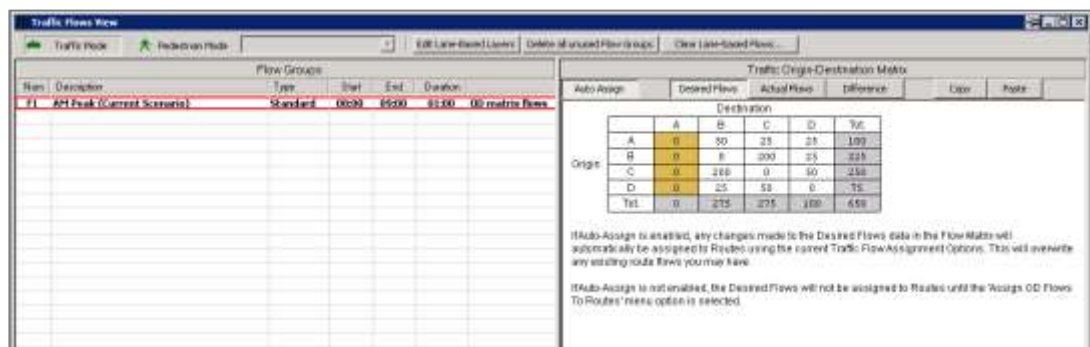 Traffic Flows View
Traffic Mode Pedestrian Mode Edit Lane-Based Layers Delete all unused Flow Groups Clear Lane-Based Flows...
Flow Groups
Num Description Type Start End Duration
F1 AM Peak (Current Scenario) Standard 09:00 01:00 OD matrix flows
Traffic Origin-Destination Matrix
Auto Assign Desired Flows Actual Flows Difference Copy Paste
Destination
A B C D Tot.
A 0 50 25 25 100
Origin
B 0 0 200 25 225
C 0 200 0 50 250
D 0 25 50 0 75
Tot. 0 275 275 100 650
If Auto-Assign is enabled, any changes made to the Desired Flows data in the Flow Matrix will
automatically be assigned to Routes using the current Traffic Flow Assignment Options. This will overwrite
any existing route flows you may have.
If Auto-Assign is not enabled, the Desired Flows will not be assigned to Routes until the 'Assign OD Flows
To Routes' menu option is selected.